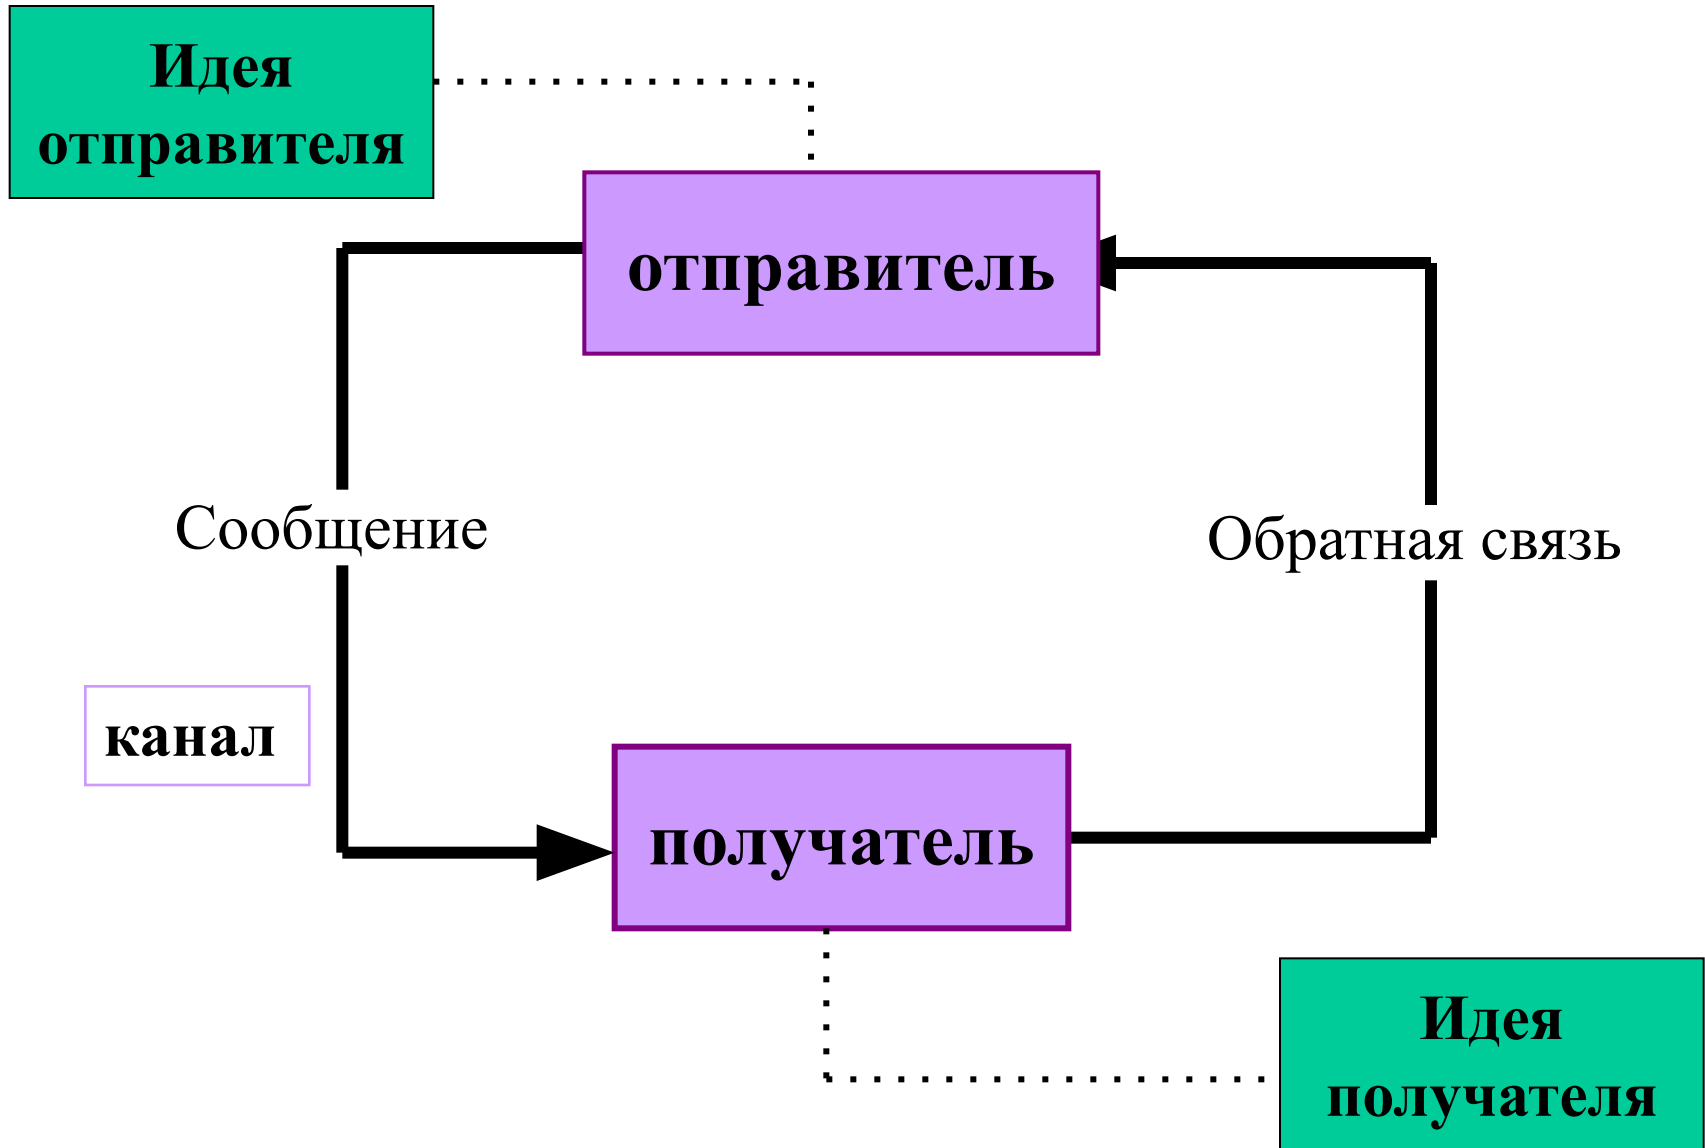 Идея
отправителя
отправитель
Сообщение
Обратная связь
канал
получатель
Идея
получателя